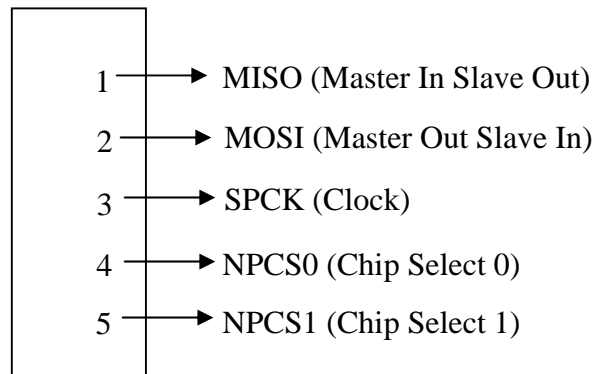 1 MISO (Master In Slave Out)
2 MOSI (Master Out Slave In)
3 SPCK (Clock)
4 NPCS0 (Chip Select 0)
5 NPCS1 (Chip Select 1)